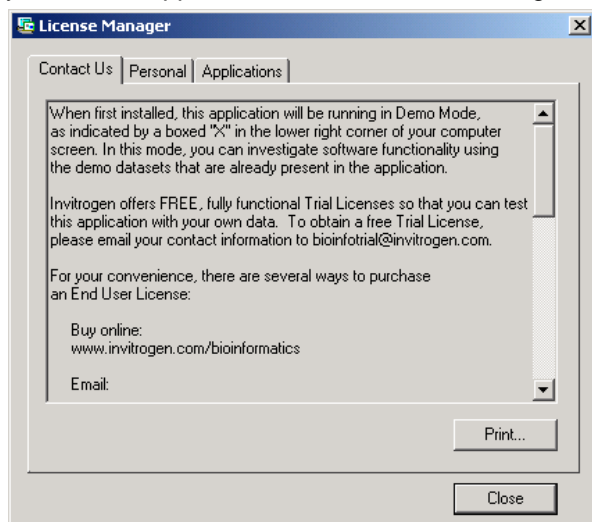 License Manager
Contact Us Personal Applications
When first installed, this application will be running in Demo Mode,
as indicated by a boxed "X" in the lower right corner of your computer
screen. In this mode, you can investigate software functionality using
the demo datasets that are already present in the application.
Invitrogen offers FREE, fully functional Trial Licenses so that you can test
this application with your own data. To obtain a free Trial License,
please email your contact information to bioinfotrial@invitrogen.com.
For your convenience, there are several ways to purchase
an End User License:
Buy online:
www.invitrogen.com/bioinformatics
Email:
Print...
Close